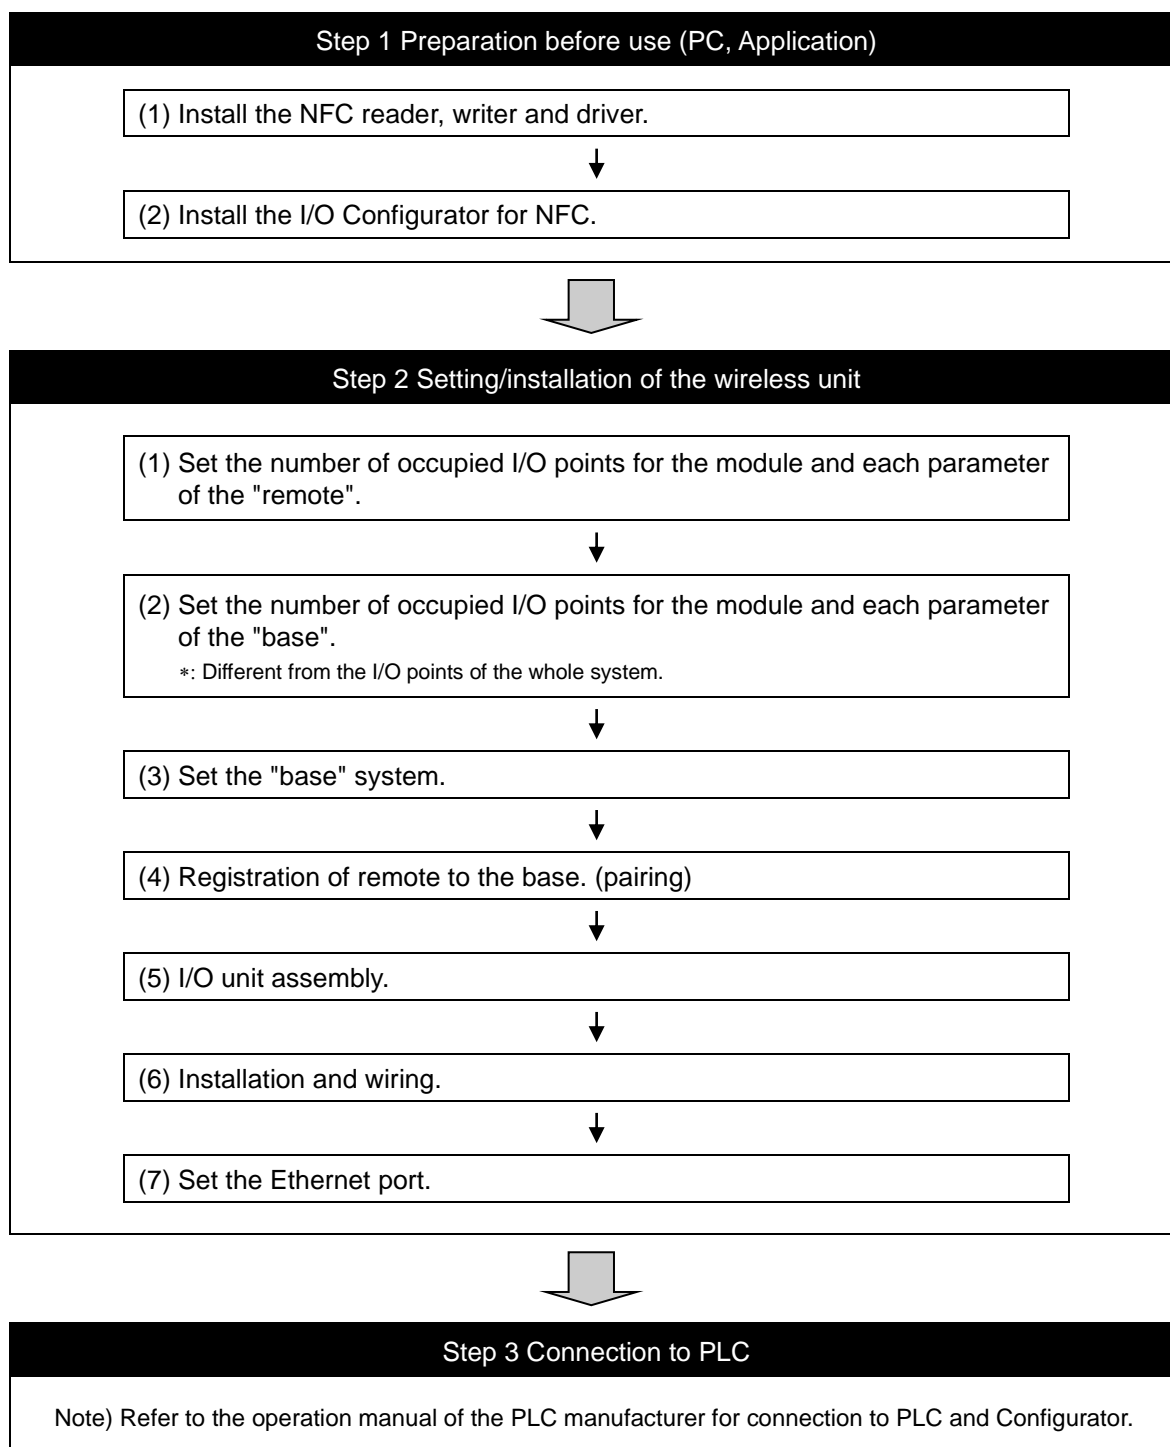 Step 1 Preparation before use (PC, Application)
(1) Install the NFC reader, writer and driver.
(2) Install the I/O Configurator for NFC.
Step 2 Setting/installation of the wireless unit
(1) Set the number of occupied I/O points for the module and each parameter
of the "remote".
(2) Set the number of occupied I/O points for the module and each parameter
of the "base".
∗: Different from the I/O points of the whole system.
(3) Set the "base" system.
(4) Registration of remote to the base. (pairing)
(5) I/O unit assembly.
(6) Installation and wiring.
(7) Set the Ethernet port.
Step 3 Connection to PLC
Note) Refer to the operation manual of the PLC manufacturer for connection to PLC and Configurator.